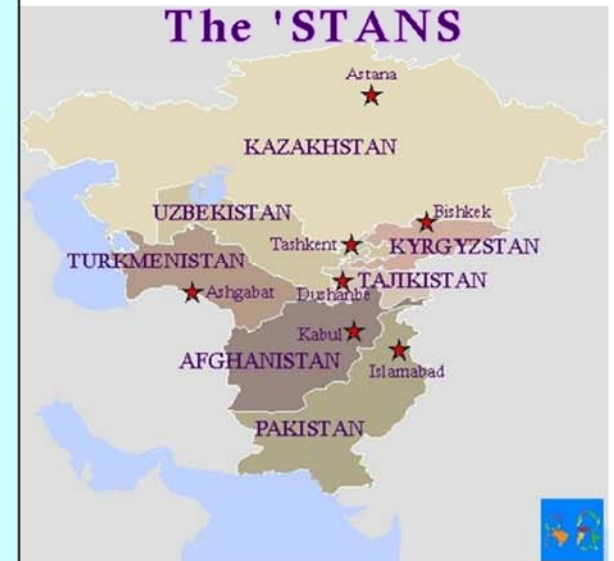 The 'STANS
Astana
KAZAKHSTAN
UZBEKISTAN
Bishkek
Tashkent
KYRGYZSTAN
TURKMENISTAN
TAJIKISTAN
Ashgabat
Dushanbe
Kabul
AFGHANISTAN
Islamabad
PAKISTAN